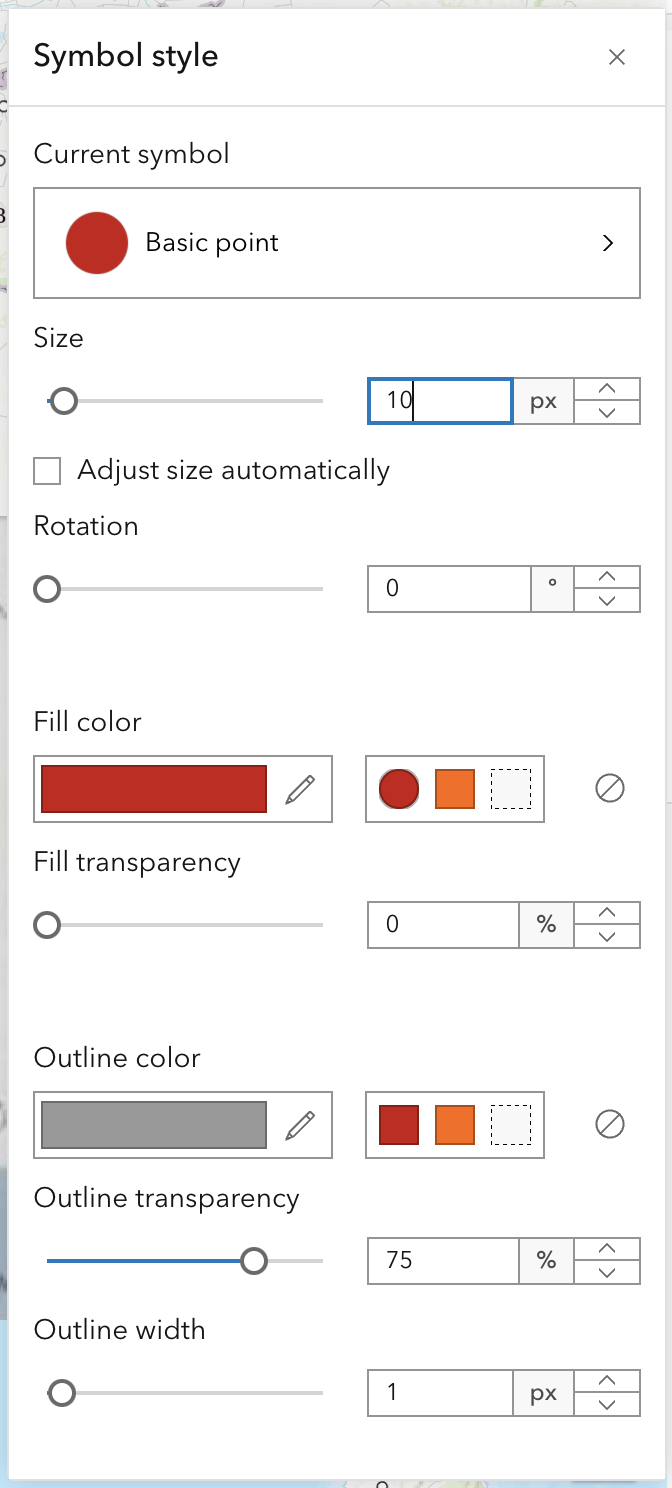 Symbol style
Current symbol
Basic point
Size
10 px
Adjust size automatically
Rotation
0 °
Fill color
Fill transparency
0 %
Outline color
Outline transparency
75 %
Outline width
1 px